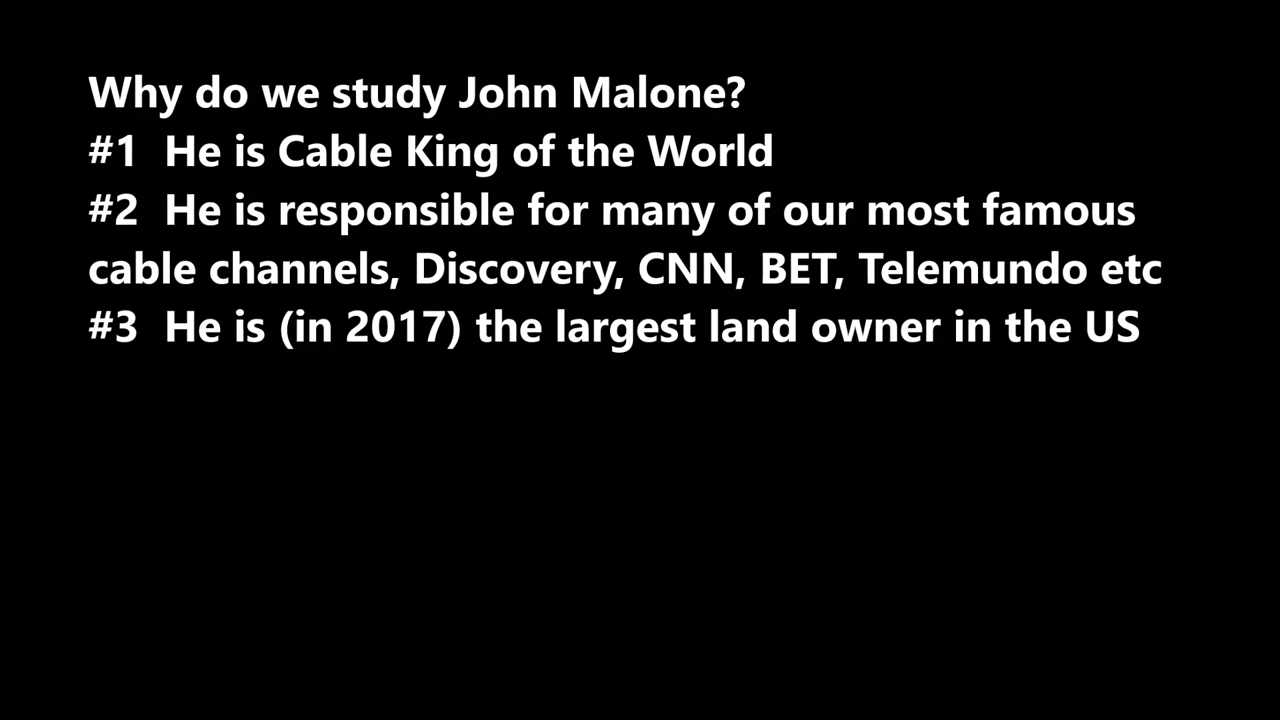 Why do we study John Malone?
#1  He is Cable King of the World
#2  He is responsible for many of our most famous
cable channels, Discovery, CNN, BET, Telemundo etc
#3  He is (in 2017) the largest land owner in the US